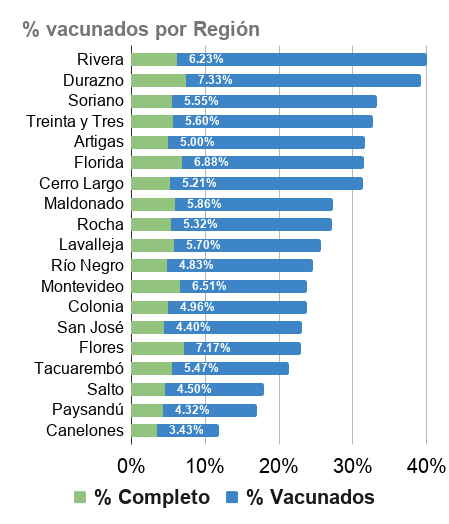 % vacunados por Región
Rivera 6.23%
Durazno 7.33%
Soriano 5.55%
Treinta y Tres 5.60%
Artigas 5.00%
Florida 6.88%
Cerro Largo 5.21%
Maldonado 5.86%
Rocha 5.32%
Lavalleja 5.70%
Río Negro 4.83%
Montevideo 6.51%
Colonia 4.96%
San José 4.40%
Flores 7.17%
Tacuarembó 5.47%
Salto 4.50%
Paysandú 4.32%
Canelones 3.43%
0% 10% 20% 30% 40%
% Completo % Vacunados